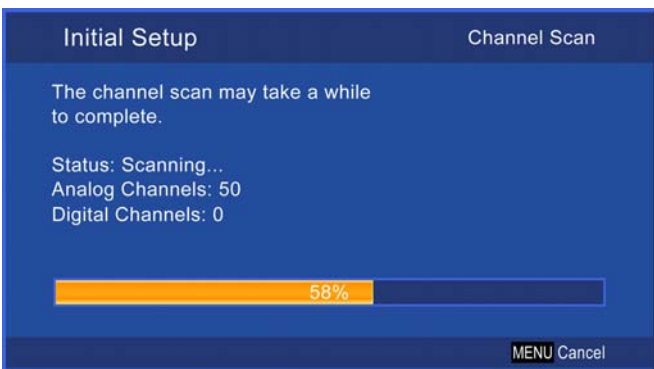 Initial Setup Channel Scan
The channel scan may take a while
to complete.
Status: Scanning...
Analog Channels: 50
Digital Channels: 0
58%
MENU Cancel